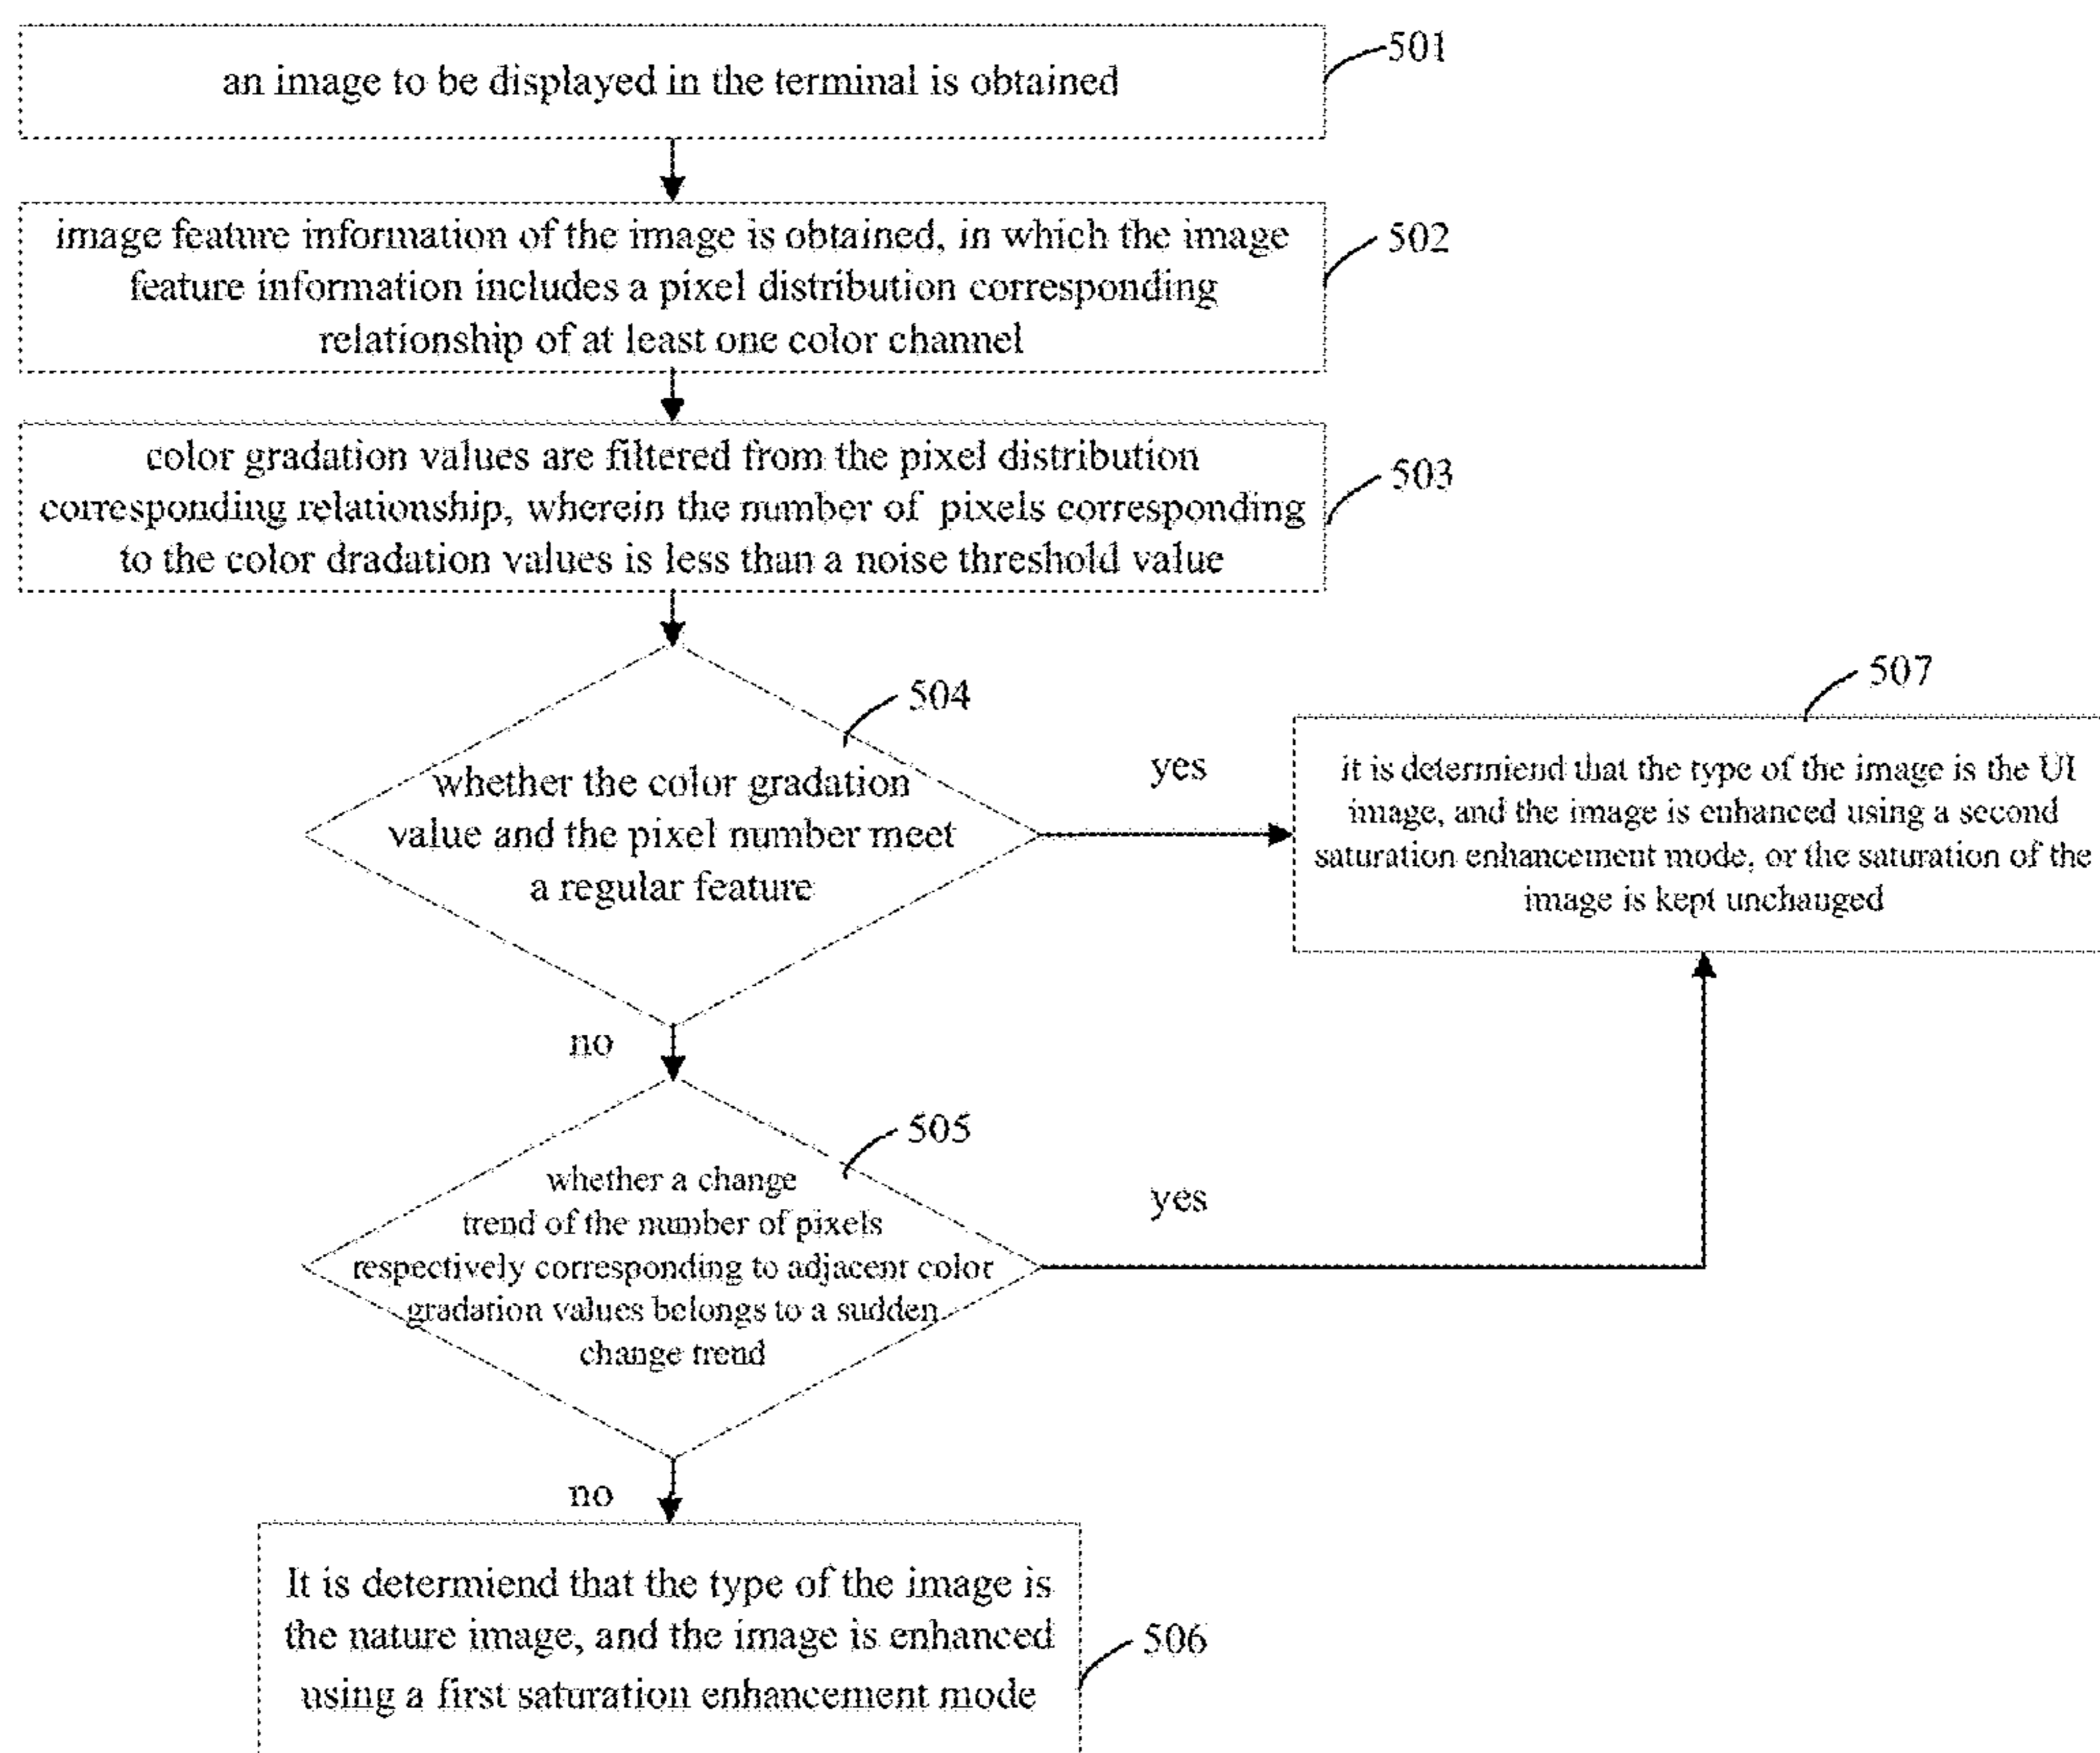 501
an image to be displayed in the terminal is obtained
502
image feature information of the image is obtained, in which the image
feature information includes a pixel distribution corresponding
relationship of at least one color channel
503
color gradation values are filtered from the pixel distribution
corresponding relationship, wherein the number of pixels corresponding
to the color dradation values is less than a noise threshold value
504
whether the color gradation
value and the pixel number meet
a regular feature
yes
507
it is determiend that the type of the image is the UI
image, and the image is enhanced using a second
saturation enhancement mode, or the saturation of the
image is kept unchauged
no
505
whether a change
trend of the number of pixels
respectively corresponding to adjacent color
gradation values belongs to a sudden
change trend
yes
no
It is determiend that the type of the image is
the nature image, and the image is enhanced
using a first saturation enhancement mode
506